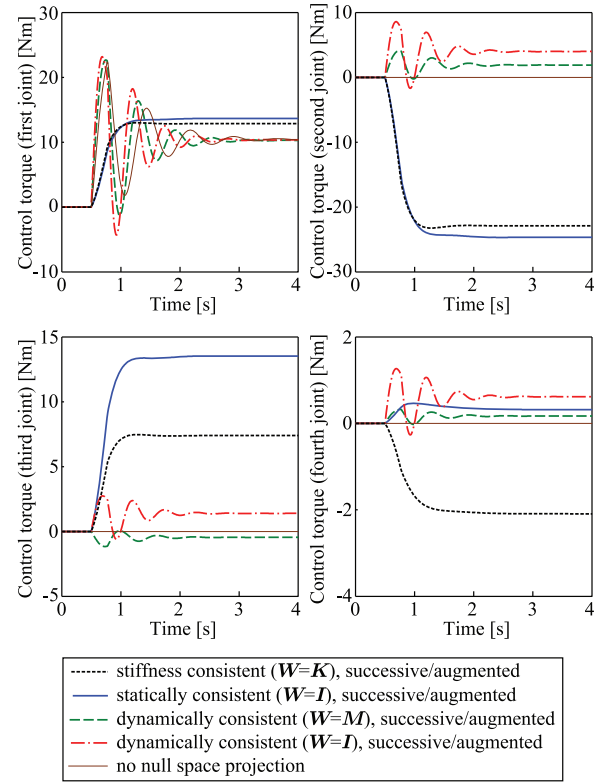 Control torque (first joint) [Nm]
30
20
10
0
-10
0 1 2 3 4
Time [s]
Control torque (second joint) [Nm]
10
0
-10
-20
-30
0 1 2 3 4
Time [s]
Control torque (third joint) [Nm]
15
10
5
0
-5
0 1 2 3 4
Time [s]
Control torque (fourth joint) [Nm]
2
0
-2
-4
0 1 2 3 4
Time [s]
stiffness consistent (W=K), successive/augmented
statically consistent (W=I), successive/augmented
dynamically consistent (W=M), successive/augmented
dynamically consistent (W=I), successive/augmented
no null space projection